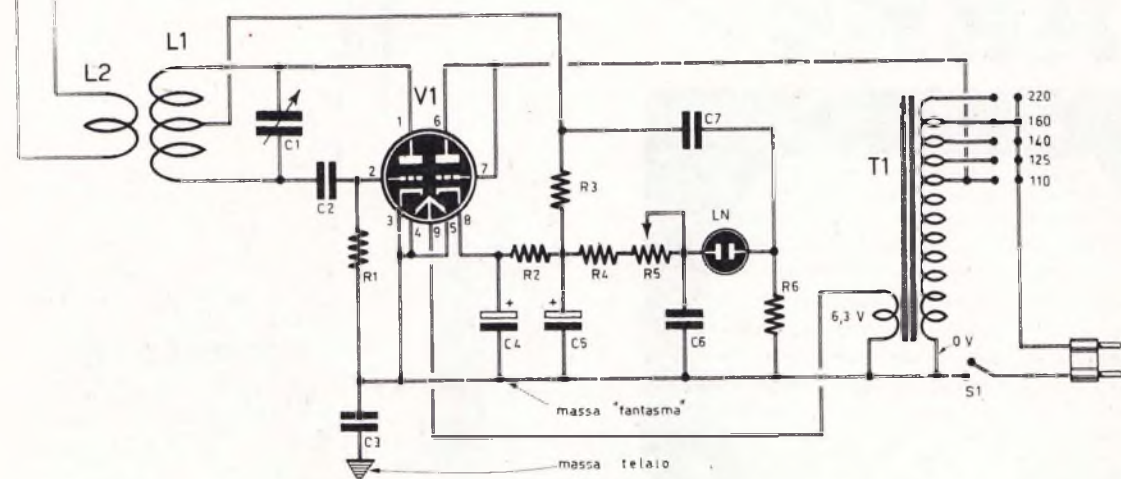 L2
L1
C1
C2
R1
C3
V1
1
6
2
7
3
4
9
5
8
R3
C7
R2
R4
R5
LN
R6
+
C4
+
C5
C6
T1
220
160
140
125
110
6,3 V
0 V
S1
massa "fantasma"
massa telaio